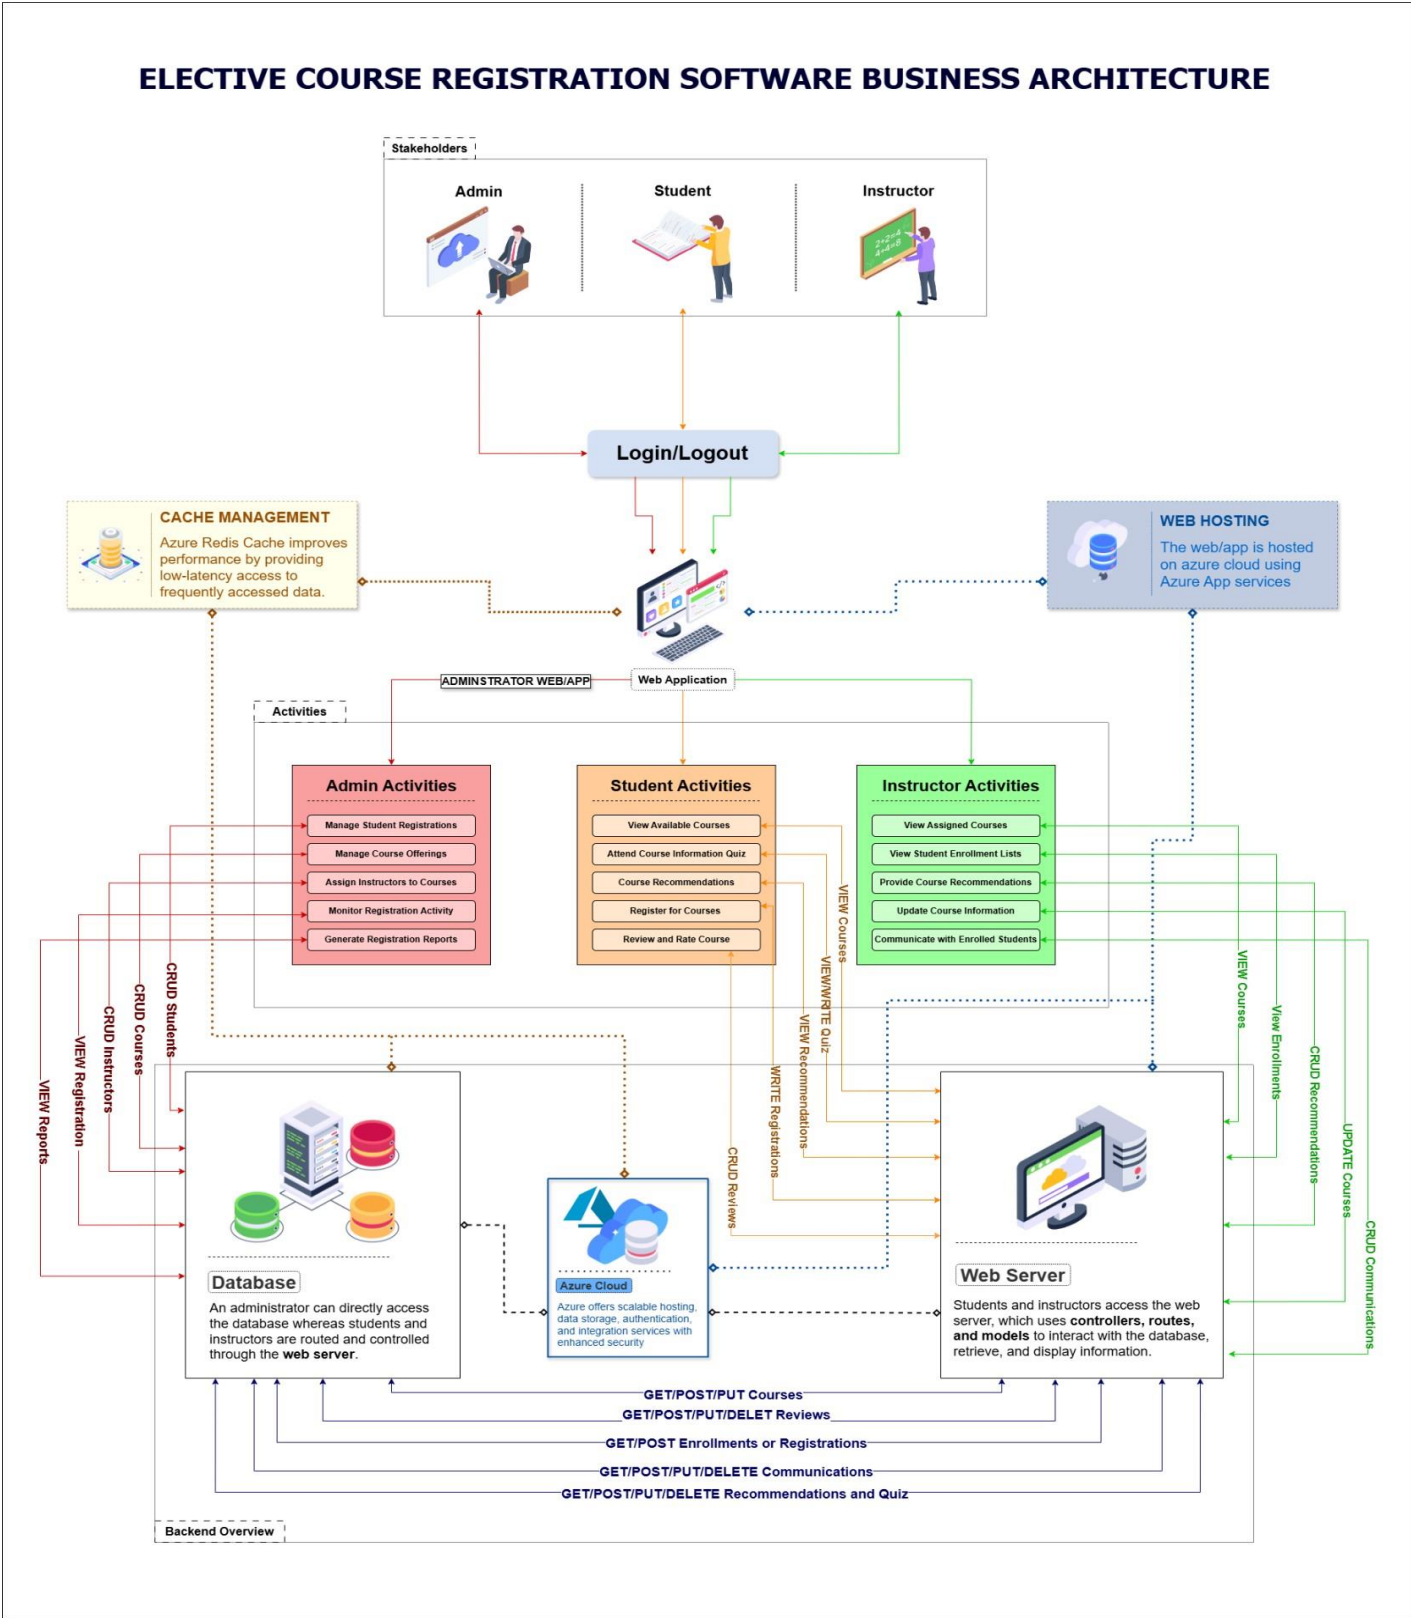 ELECTIVE COURSE REGISTRATION SOFTWARE BUSINESS ARCHITECTURE
Stakeholders
Admin
Student
Instructor
2+2=4
4+4=8
Login/Logout
CACHE MANAGEMENT
Azure Redis Cache improves
performance by providing
low-latency access to
frequently accessed data.
WEB HOSTING
The web/app is hosted
on azure cloud using
Azure App services
ADMINSTRATOR WEB/APP
Web Application
Activities
Admin Activities
Manage Student Registrations
Manage Course Offerings
Assign Instructors to Courses
Monitor Registration Activity
Generate Registration Reports
Student Activities
View Available Courses
Attend Course Information Quiz
Course Recommendations
Register for Courses
Review and Rate Course
Instructor Activities
View Assigned Courses
View Student Enrollment Lists
Provide Course Recommendations
Update Course Information
Communicate with Enrolled Students
VIEW Reports
VIEW Registration
CRUD Instructors
CRUD Courses
CRUD Students
CRUD Reviews
WRITE Registrations
VIEW Recommendations
VIEW/WRITE Quiz
VIEW Courses
VIEW Courses
View Enrollments
CRUD Recommendations
UPDATE Courses
CRUD Communications
Database
An administrator can directly access
the database whereas students and
instructors are routed and controlled
through the web server.
Azure Cloud
Azure offers scalable hosting,
data storage, authentication,
and integration services with
enhanced security
Web Server
Students and instructors access the web
server, which uses controllers, routes,
and models to interact with the database,
retrieve, and display information.
GET/POST/PUT Courses
GET/POST/PUT/DELET Reviews
GET/POST Enrollments or Registrations
GET/POST/PUT/DELETE Communications
GET/POST/PUT/DELETE Recommendations and Quiz
Backend Overview